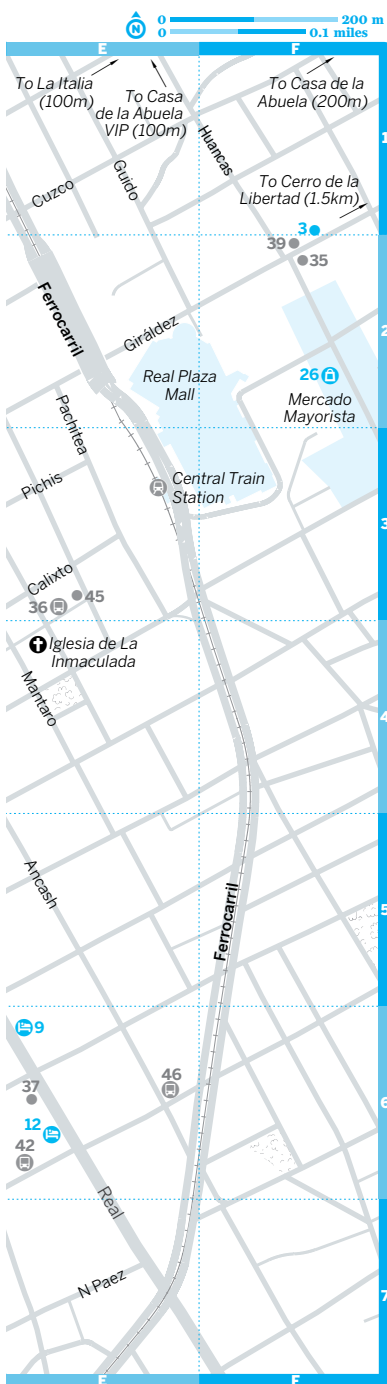 N
0 200 m
0 0.1 miles
E F
To La Italia
(100m)
To Casa
de la Abuela
VIP (100m)
To Casa de la
Abuela (200m)
1
Huancas
Guido
Cuzco
To Cerro de la
Libertad (1.5km)
3
39
35
Ferrocarril
Giráldez
2
Real Plaza
Mall
26
Mercado
Mayorista
Pachitea
Pichis
Central Train
Station
3
Calixto
45
36
Iglesia de La
Inmaculada
Mantaro
4
Ancash
Ferrocarril
5
9
46
37
6
12
42
Real
N Paez
7
E F